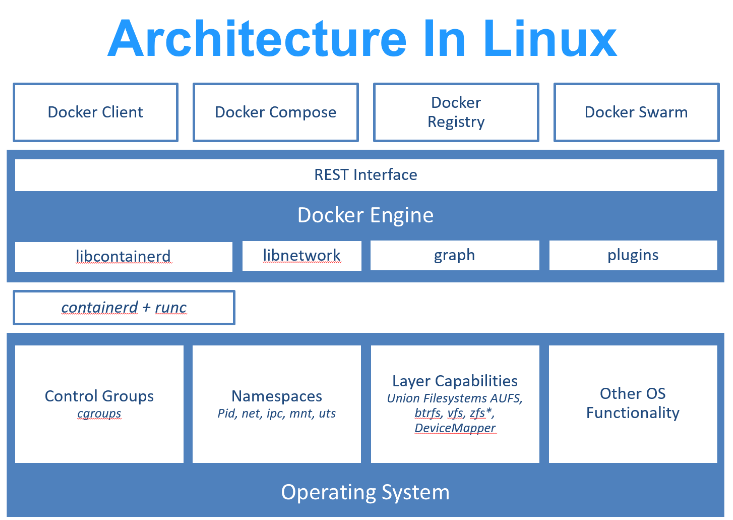 Architecture In Linux
Docker Client
Docker Compose
Docker
Registry
Docker Swarm
REST Interface
Docker Engine
libcontainerd
libnetwork
graph
plugins
containerd + runc
Control Groups
cgroups
Namespaces
Pid, net, ipc, mnt, uts
Layer Capabilities
Union Filesystems AUFS,
btrfs, vfs, zfs*,
DeviceMapper
Other OS
Functionality
Operating System